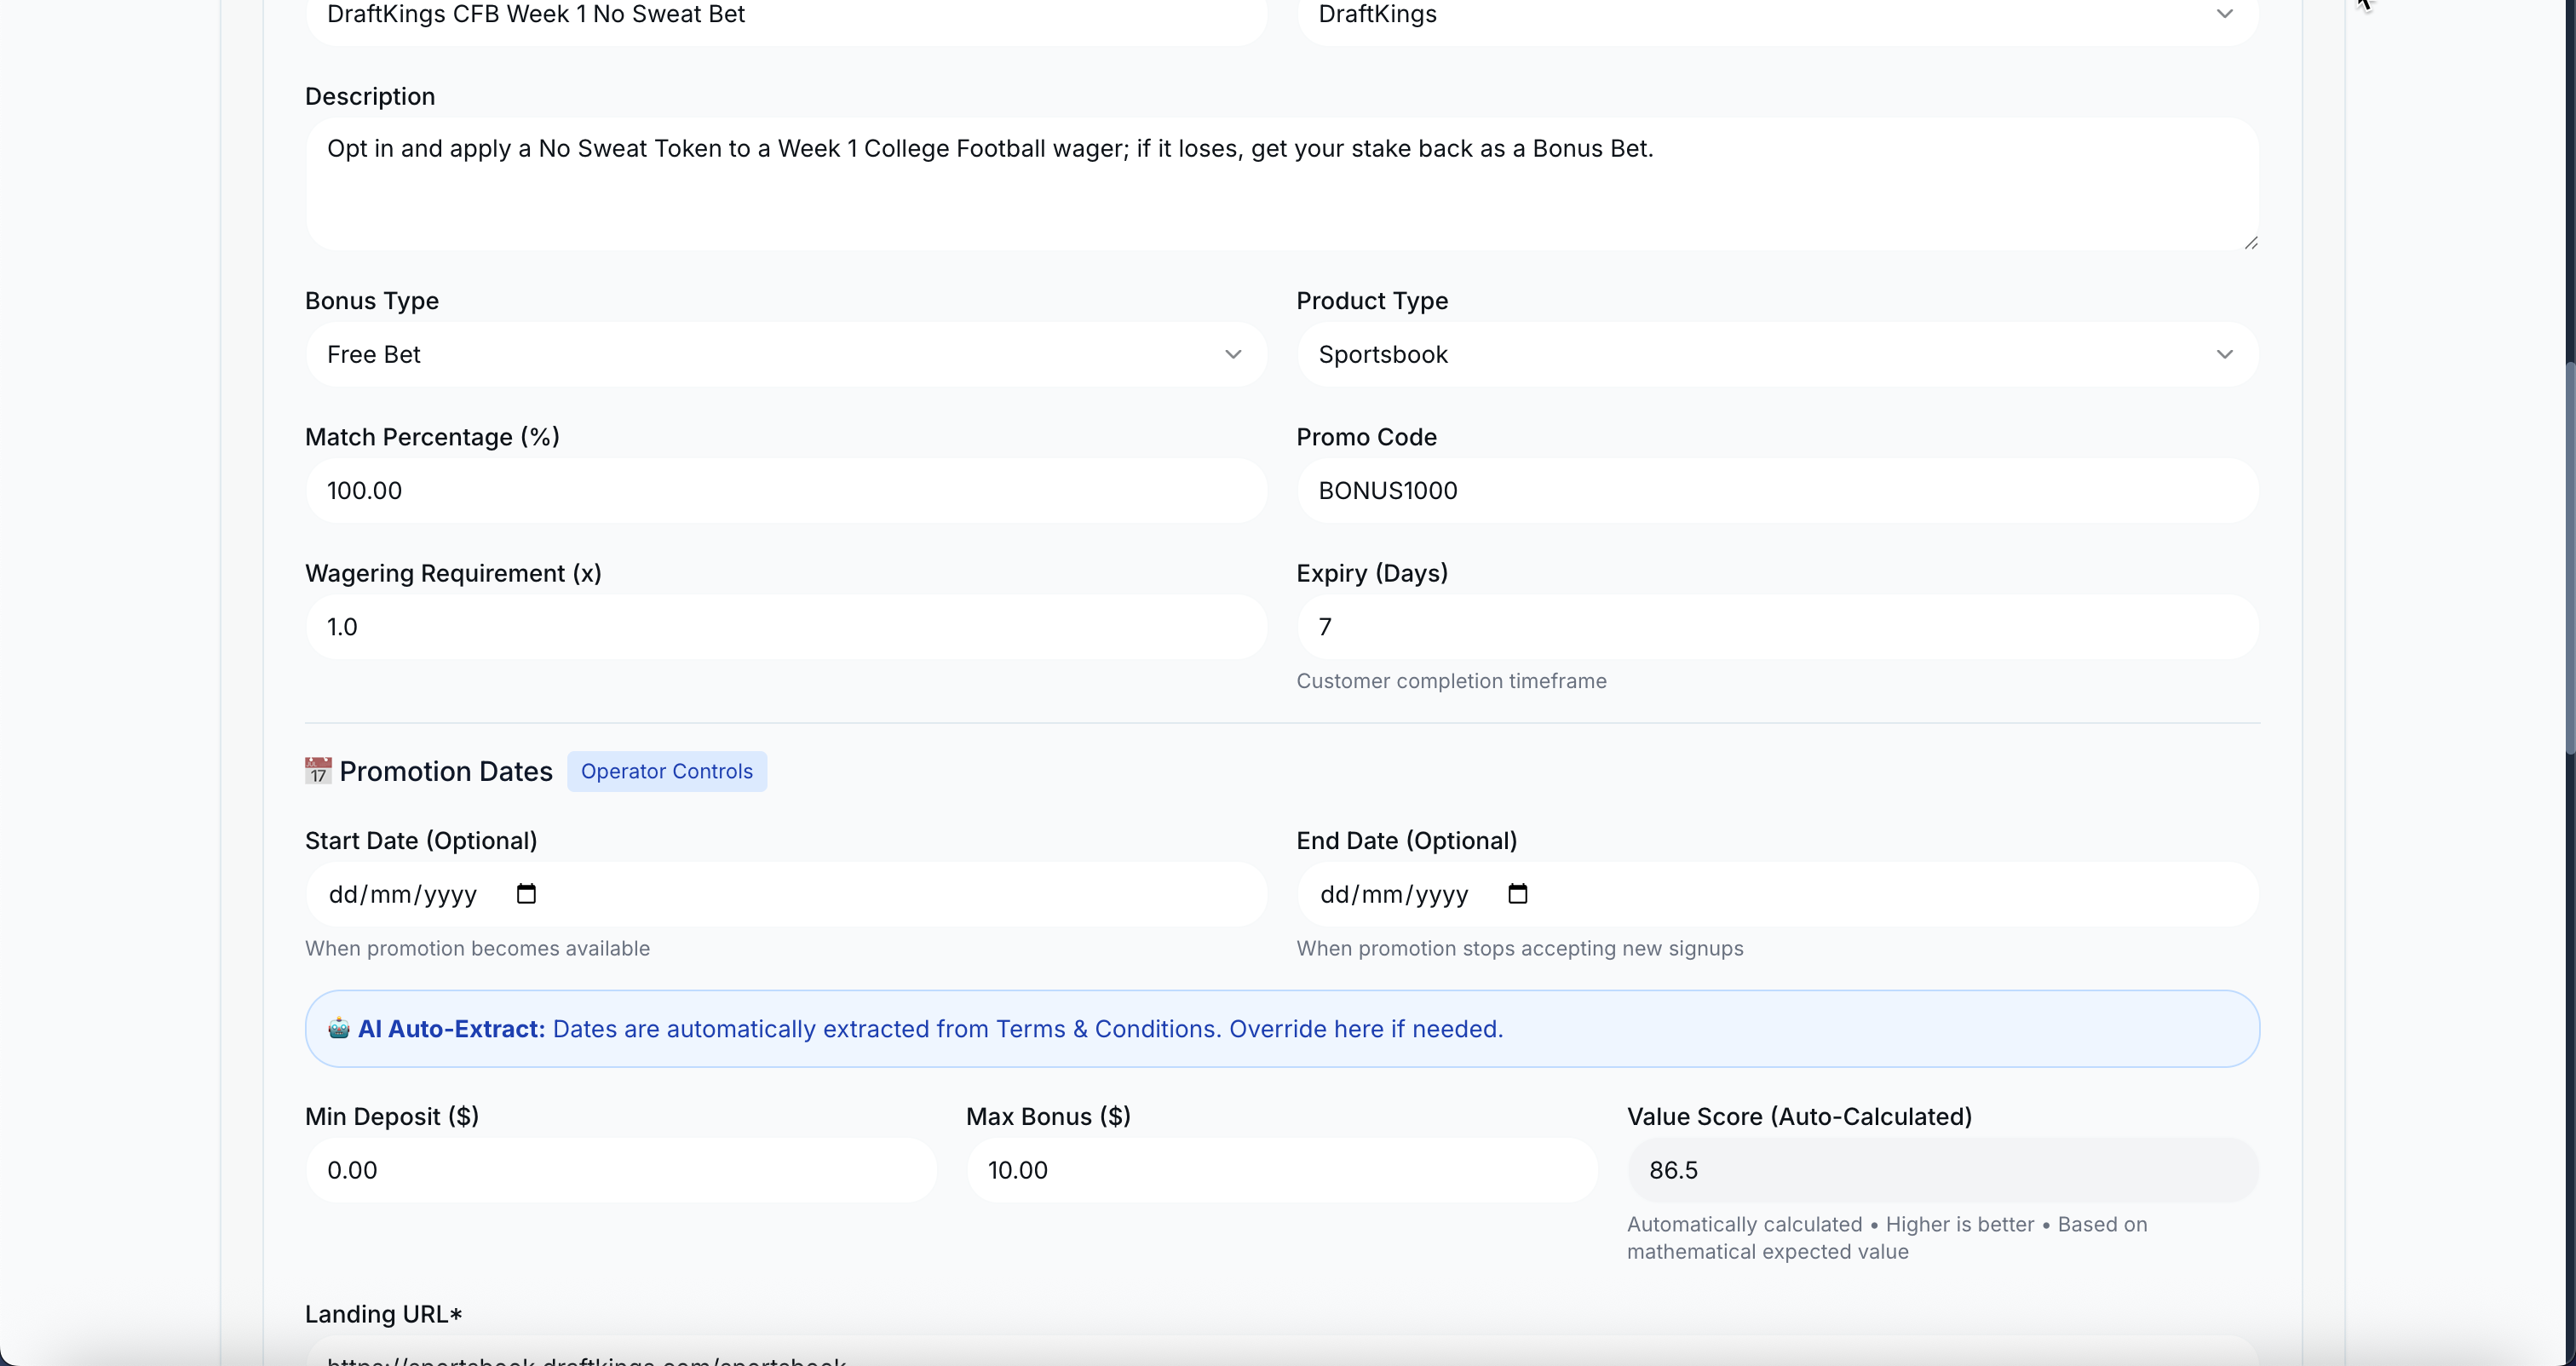 DraftKings CFB Week 1 No Sweat Bet
DraftKings
Description
Opt in and apply a No Sweat Token to a Week 1 College Football wager; if it loses, get your stake back as a Bonus Bet.
Bonus Type
Product Type
Free Bet
Sportsbook
Match Percentage (%)
Promo Code
100.00
BONUS1000
Wagering Requirement (x)
Expiry (Days)
1.0
7
Customer completion timeframe
17 Promotion Dates
Operator Controls
Start Date (Optional)
End Date (Optional)
dd/mm/yyyy
dd/mm/yyyy
When promotion becomes available
When promotion stops accepting new signups
AI Auto-Extract: Dates are automatically extracted from Terms & Conditions. Override here if needed.
Min Deposit ($)
Max Bonus ($)
Value Score (Auto-Calculated)
0.00
10.00
86.5
Automatically calculated • Higher is better • Based on
mathematical expected value
Landing URL*
https://sportsbook.draftkings.com/sportsbook